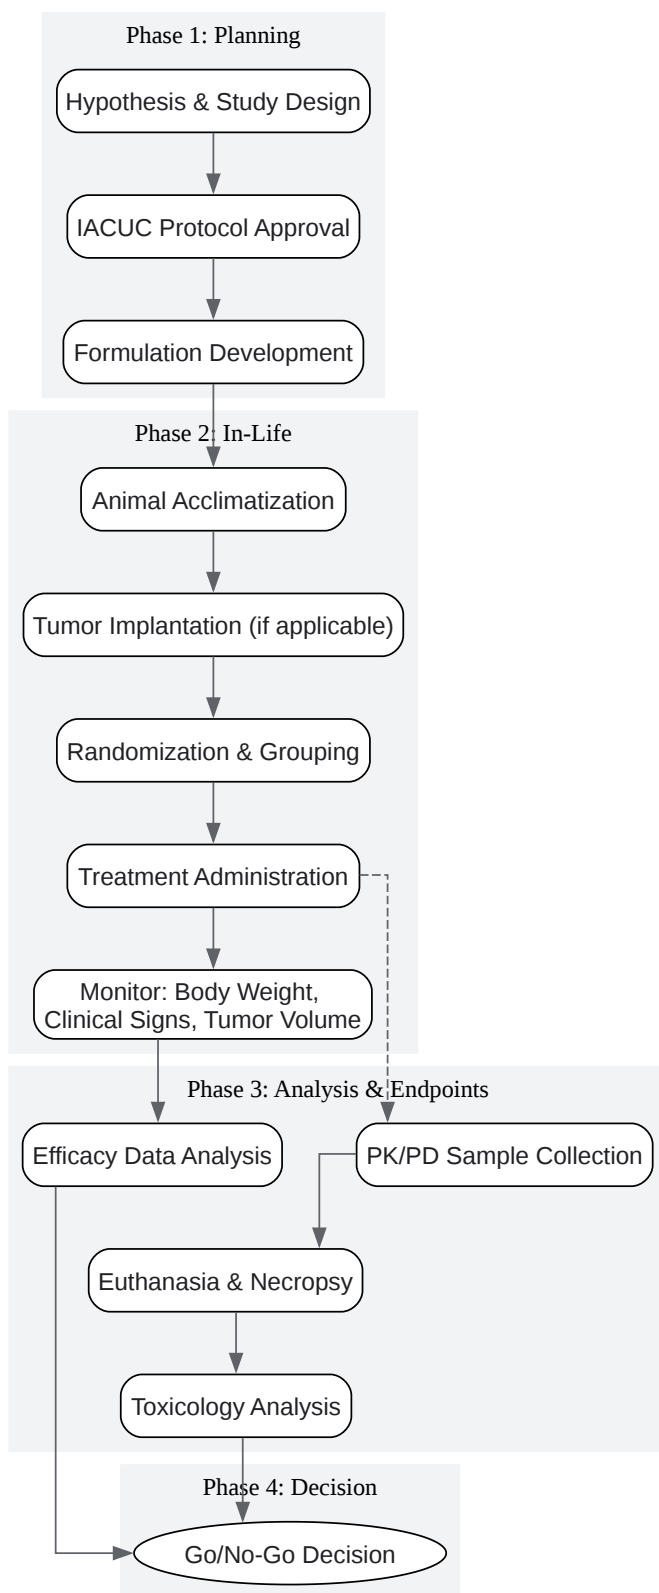 Phase 1: Planning
Hypothesis & Study Design
IACUC Protocol Approval
Formulation Development
Phase 2: In-Life
Animal Acclimatization
Tumor Implantation (if applicable)
Randomization & Grouping
Treatment Administration
Monitor: Body Weight,
Clinical Signs, Tumor Volume
Phase 3: Analysis & Endpoints
Efficacy Data Analysis
PK/PD Sample Collection
Euthanasia & Necropsy
Toxicology Analysis
Phase 4: Decision
Go/No-Go Decision